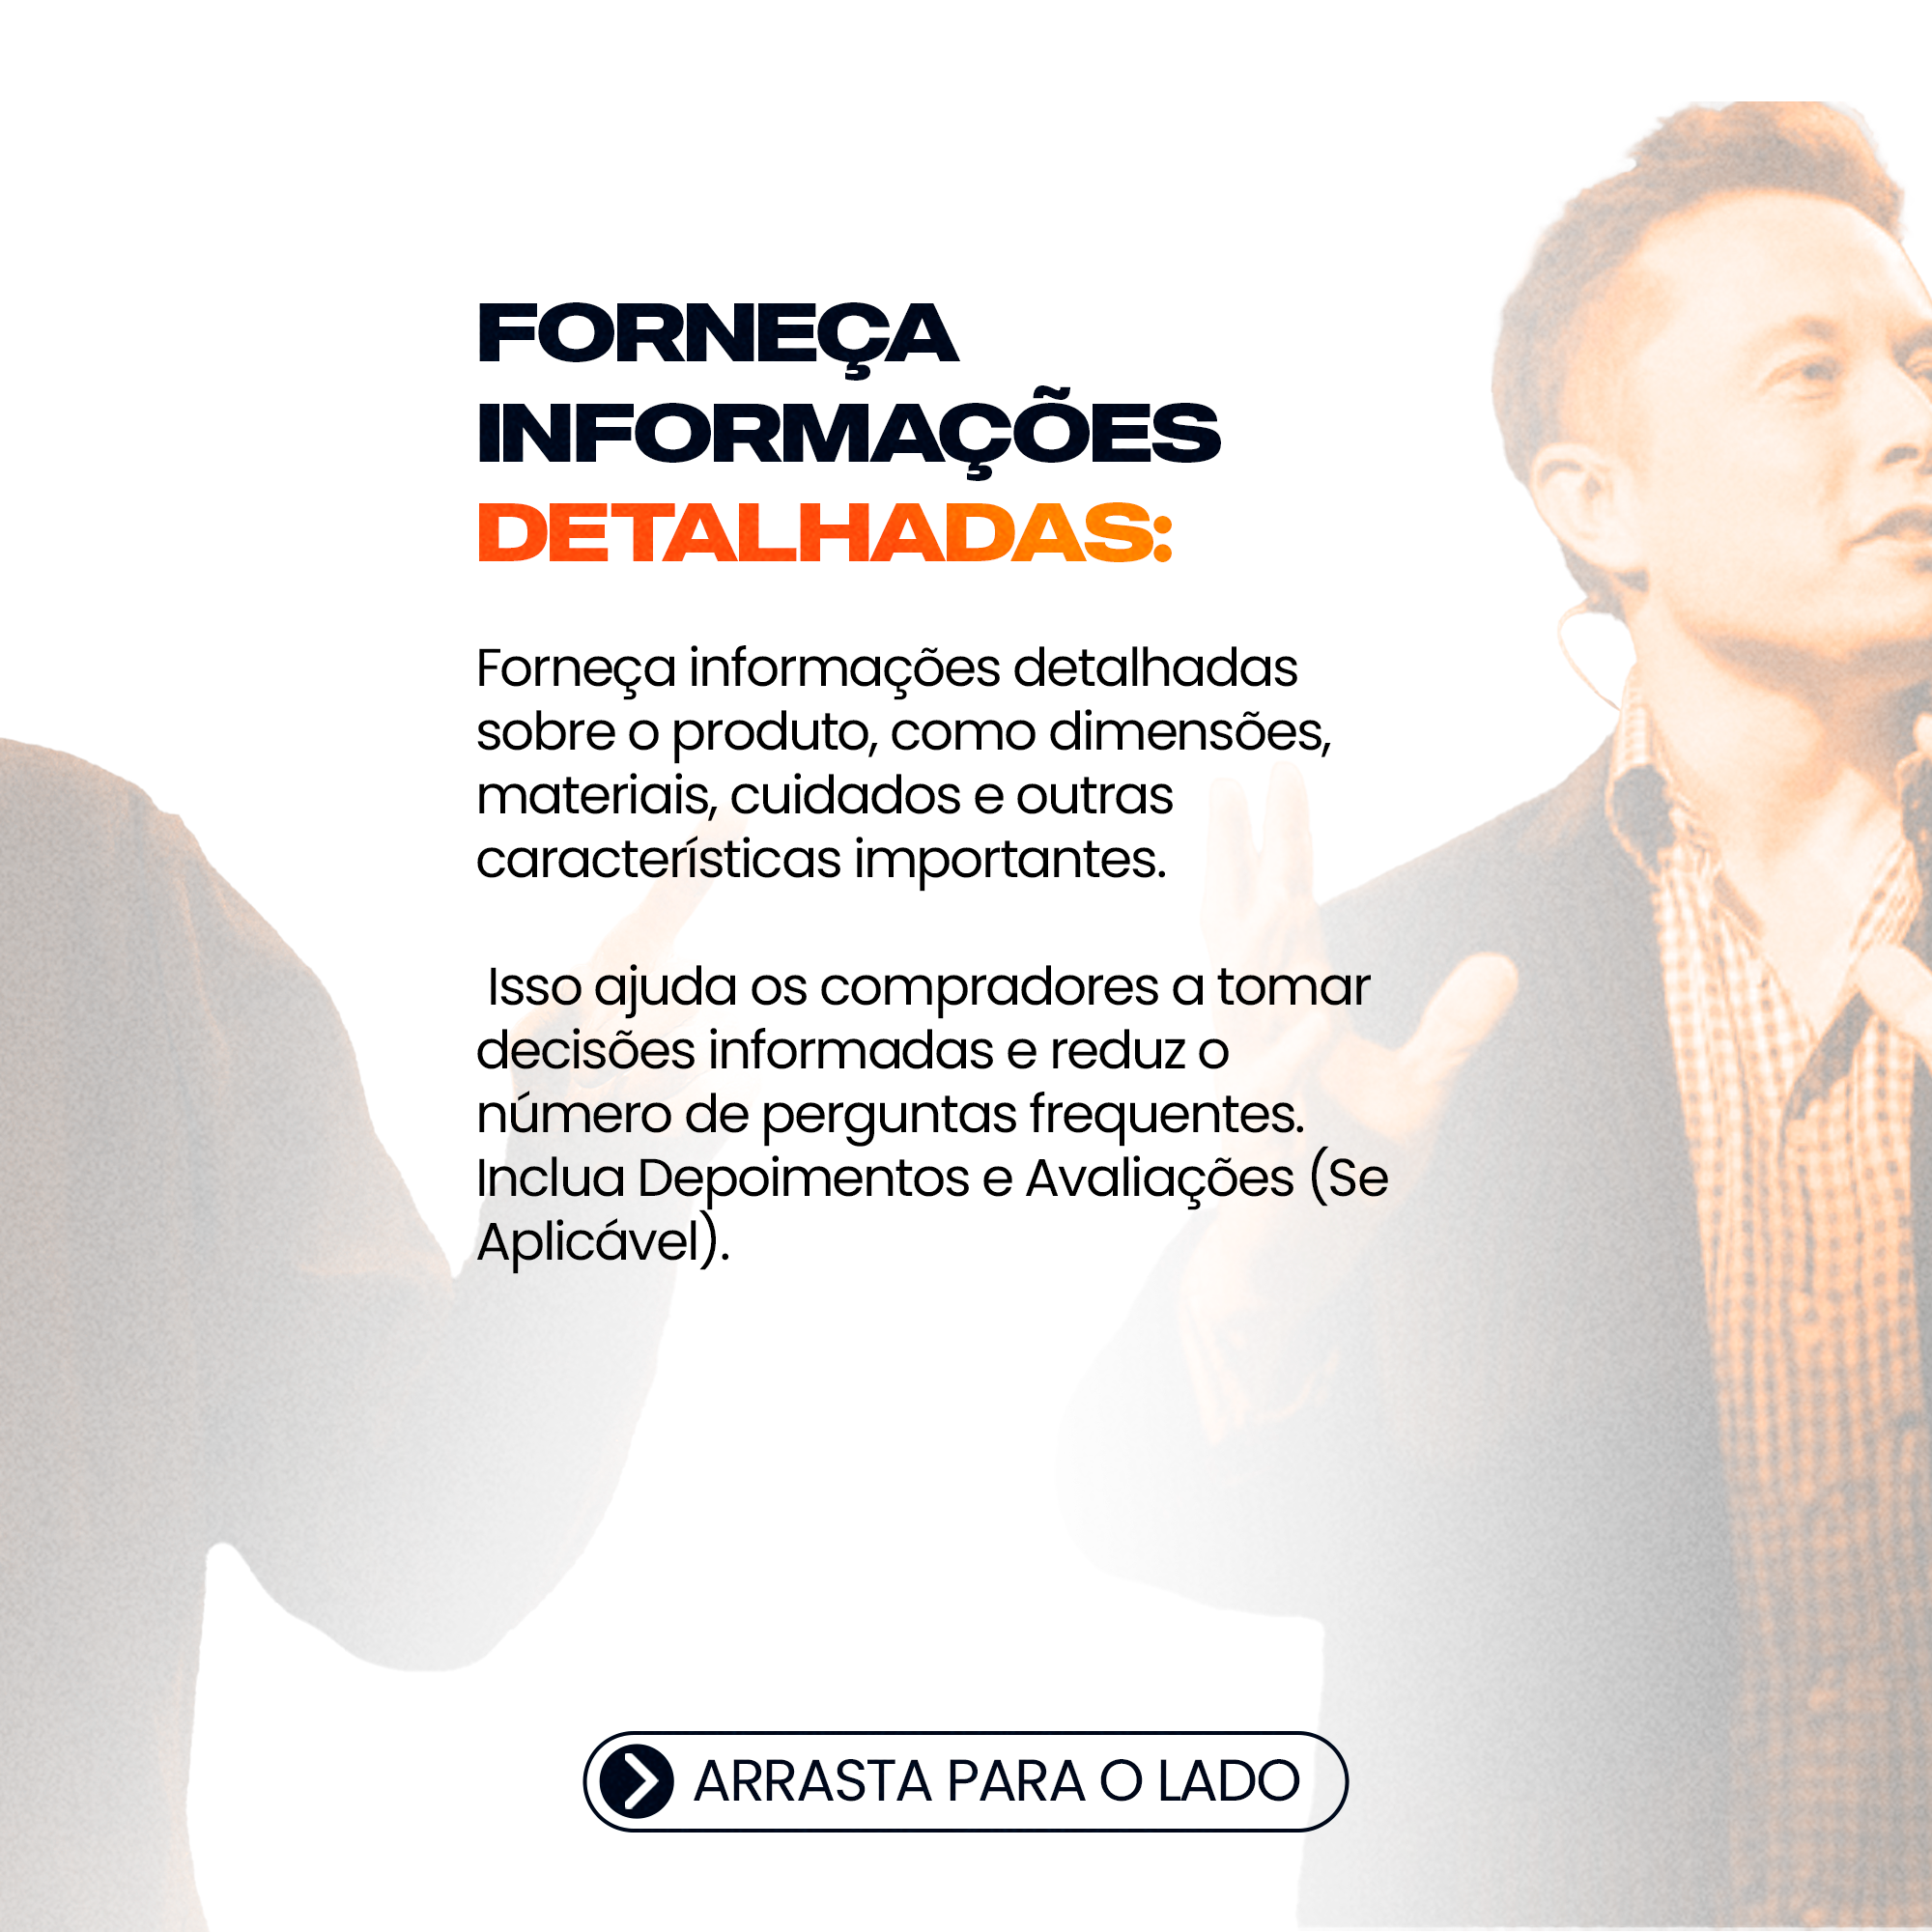 FORNEÇA
INFORMAÇÕES
DETALHADAS:
Forneça informações detalhadas
sobre o produto, como dimensões,
materiais, cuidados e outras
características importantes.
Isso ajuda os compradores a tomar
decisões informadas e reduz o
número de perguntas frequentes.
Inclua Depoimentos e Avaliações (Se
Aplicável).
ARRASTA PARA O LADO